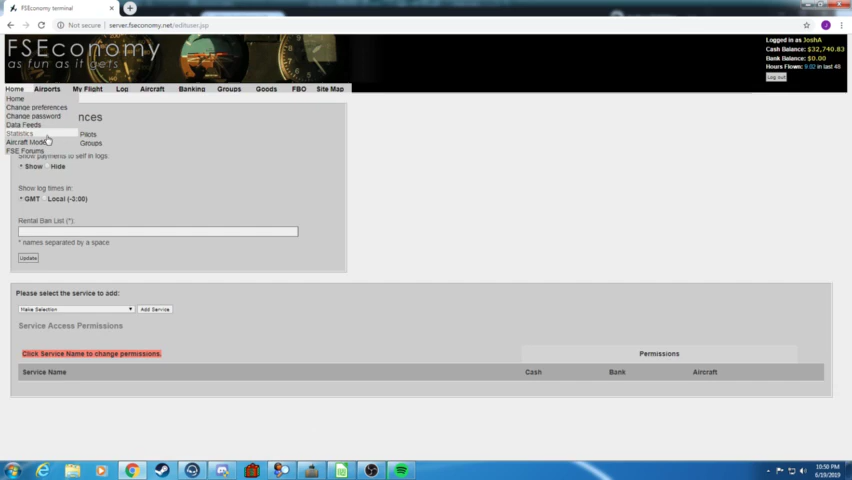 FSEconomy terminal
Not secure | server.fseconomy.net/edituser.jsp
FSEconomy
as fun as it gets
Logged in as JoshA
Cash Balance: $32,740.83
Bank Balance: $0.00
Hours Flown: 9.02 in last 48
Log out
Home Airports My Flight Log Aircraft Banking Groups Goods FBO Site Map
Home
Change preferences
Change password
Data Feeds
Statistics
Aircraft Mode
FSE Forums
Pilots
Groups
ences
Show payments to self in logs:
Show Hide
Show log times in:
GMT Local (-3:00)
Rental Ban List (*):
* names separated by a space
Update
Please select the service to add:
Make Selection
Add Service
Service Access Permissions
Click Service Name to change permissions.
Permissions
Service Name Cash Bank Aircraft
10:50 PM
6/19/2019